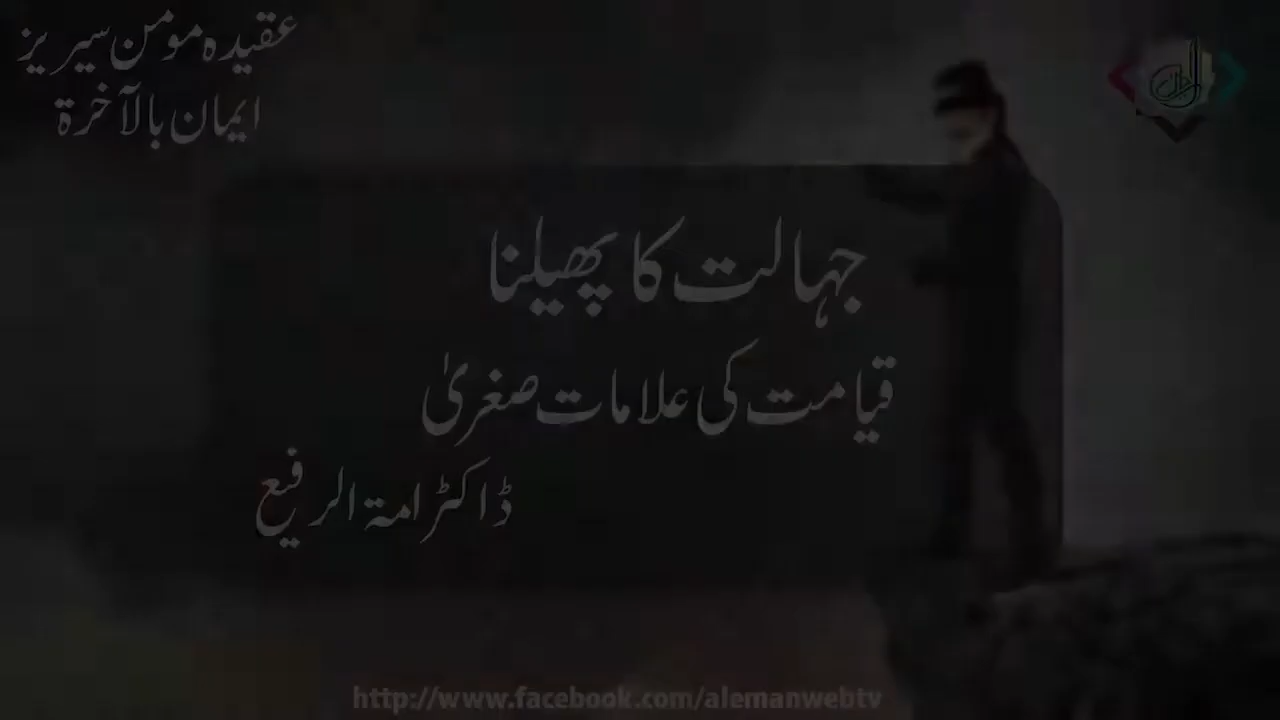 عقیدہ مومن سیریز
ایمان بالآخرة
جہالت کا پھیلنا
قیامت کی علامات صغریٰ
ڈاکٹر امۃ الرفیع
http://www.facebook.com/alemanwebtv